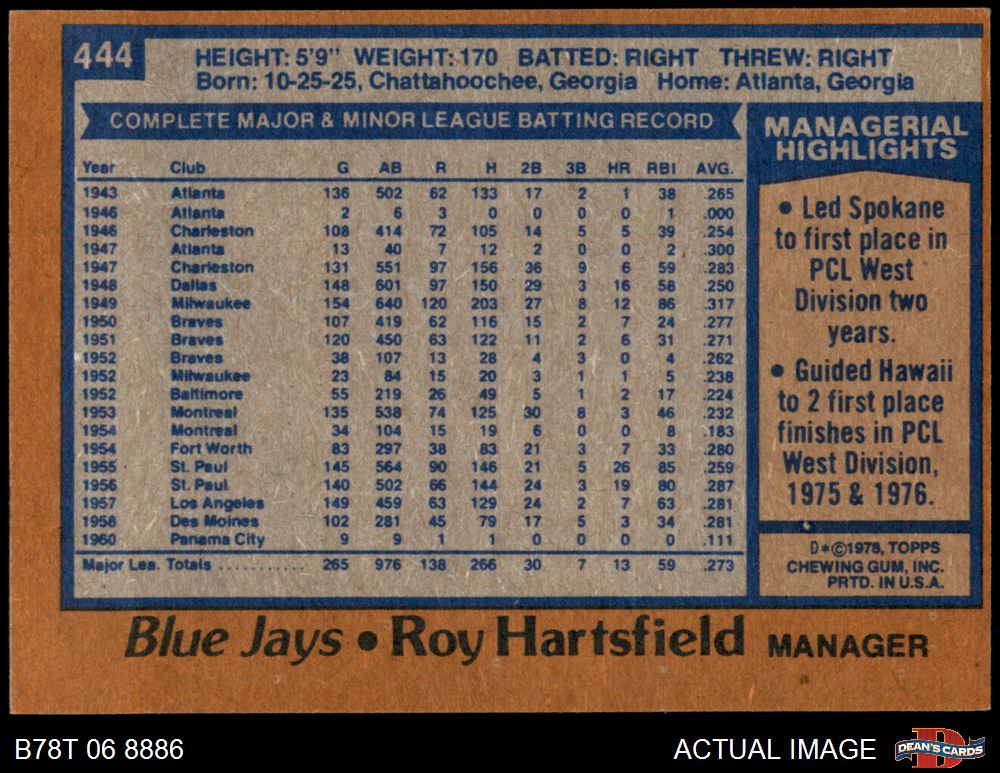 444
HEIGHT: 5'9" WEIGHT: 170 BATTED: RIGHT THREW: RIGHT
Born: 10-25-25, Chattahoochee, Georgia Home: Atlanta, Georgia
COMPLETE MAJOR & MINOR LEAGUE BATTING RECORD
Year Club G AB R H 2B 3B HR RBI AVG.
1943 Atlanta 136 502 62 133 17 2 1 38 .265
1946 Atlanta 2 6 3 0 0 0 0 1 .000
1946 Charleston 108 414 72 105 14 5 5 39 .254
1947 Atlanta 13 40 7 12 2 0 0 2 .300
1947 Charleston 131 551 97 156 36 9 6 59 .283
1948 Dallas 148 601 97 150 29 3 16 58 .250
1949 Milwaukee 154 640 120 203 27 8 12 86 .317
1950 Braves 107 419 62 116 15 2 7 24 .277
1951 Braves 120 450 63 122 11 2 6 31 .271
1952 Braves 38 107 13 28 4 3 0 4 .262
1952 Milwaukee 23 84 15 20 3 1 1 5 .238
1952 Baltimore 55 219 26 49 5 1 2 17 .224
1953 Montreal 135 538 74 125 30 8 3 46 .232
1954 Montreal 34 104 15 19 6 0 0 8 .183
1954 Fort Worth 83 297 38 83 21 3 7 33 .280
1955 St. Paul 145 564 90 146 21 5 26 85 .259
1956 St. Paul 140 502 66 144 24 3 19 80 .287
1957 Los Angeles 149 459 63 129 24 2 7 63 .281
1958 Des Moines 102 281 45 79 17 5 3 34 .281
1960 Panama City 9 9 1 1 0 0 0 0 .111
Major Lea. Totals ........... 265 976 138 266 30 7 13 59 .273
MANAGERIAL
HIGHLIGHTS
• Led Spokane
to first place in
PCL West
Division two
years.
• Guided Hawaii
to 2 first place
finishes in PCL
West Division,
1975 & 1976.
D*©1978, TOPPS
CHEWING GUM, INC.
PRTD. IN U.S.A.
Blue Jays • Roy Hartsfield MANAGER
B78T 06 8886 ACTUAL IMAGE
D
DEAN'S CARDS